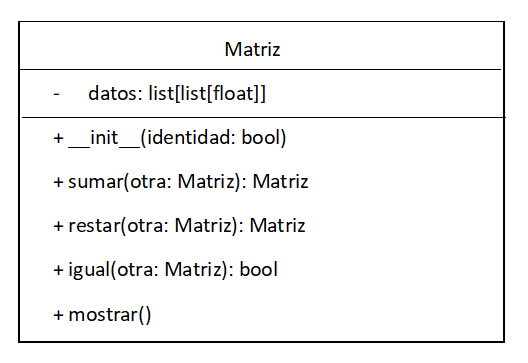 Matriz
- datos: list[list[float]]
+ __init__(identidad: bool)
+ sumar(otra: Matriz): Matriz
+ restar(otra: Matriz): Matriz
+ igual(otra: Matriz): bool
+ mostrar()